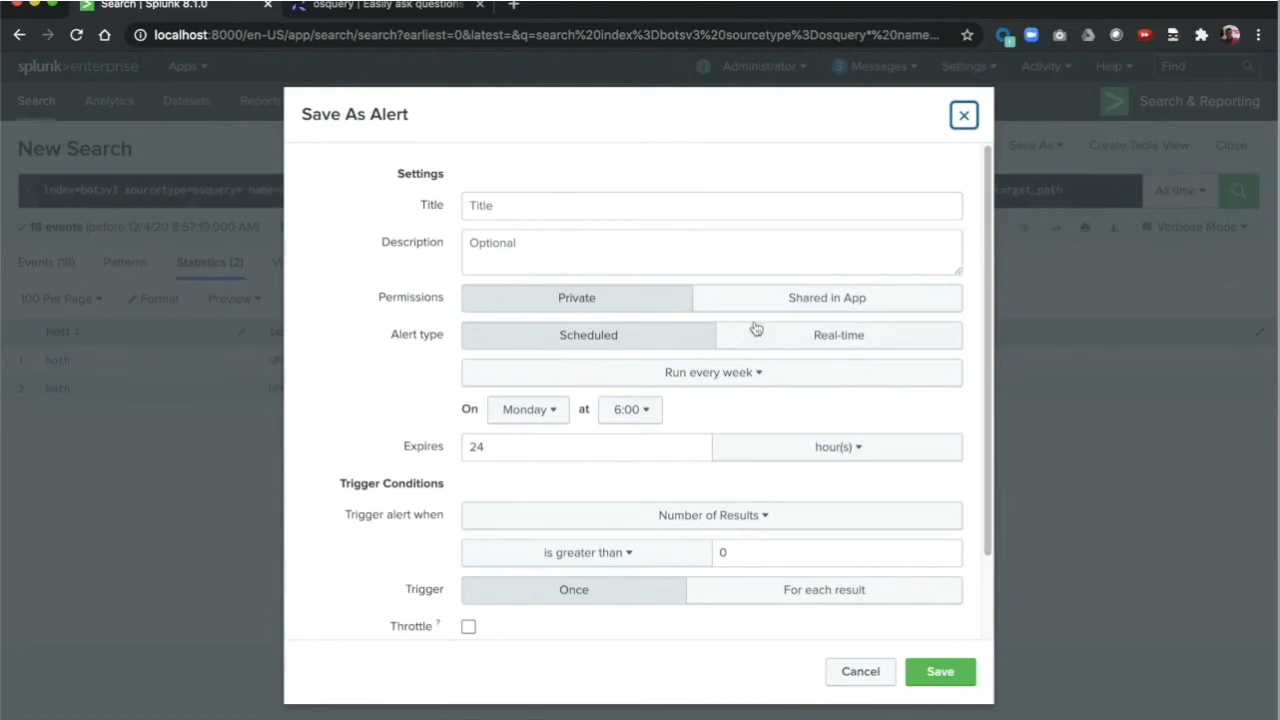 Search | Splunk 8.1.0 osquery | Easily ask questions
localhost:8000/en-US/app/search/search?earliest=0&latest=&q=search%20index%3Dbotsv3%20sourcetype%3Dosquery*%20name...
splunk>enterprise Apps Administrator 3 Messages Settings Activity Help Find
Search Analytics Datasets Reports Search & Reporting
Save As Alert
New Search Save As Create Table View Close
index=botsv3 sourcetype=osquery* target_path All time
18 events (before 12/4/20 8:57:19.000 AM) Verbose Mode
Events (18) Patterns Statistics (2)
100 Per Page Format Preview
host
1 hoth
2 hoth
Settings
Title Title
Description Optional
Permissions Private Shared in App
Alert type Scheduled Real-time
Run every week
On Monday at 6:00
Expires 24 hour(s)
Trigger Conditions
Trigger alert when Number of Results
is greater than 0
Trigger Once For each result
Throttle ?
Cancel Save